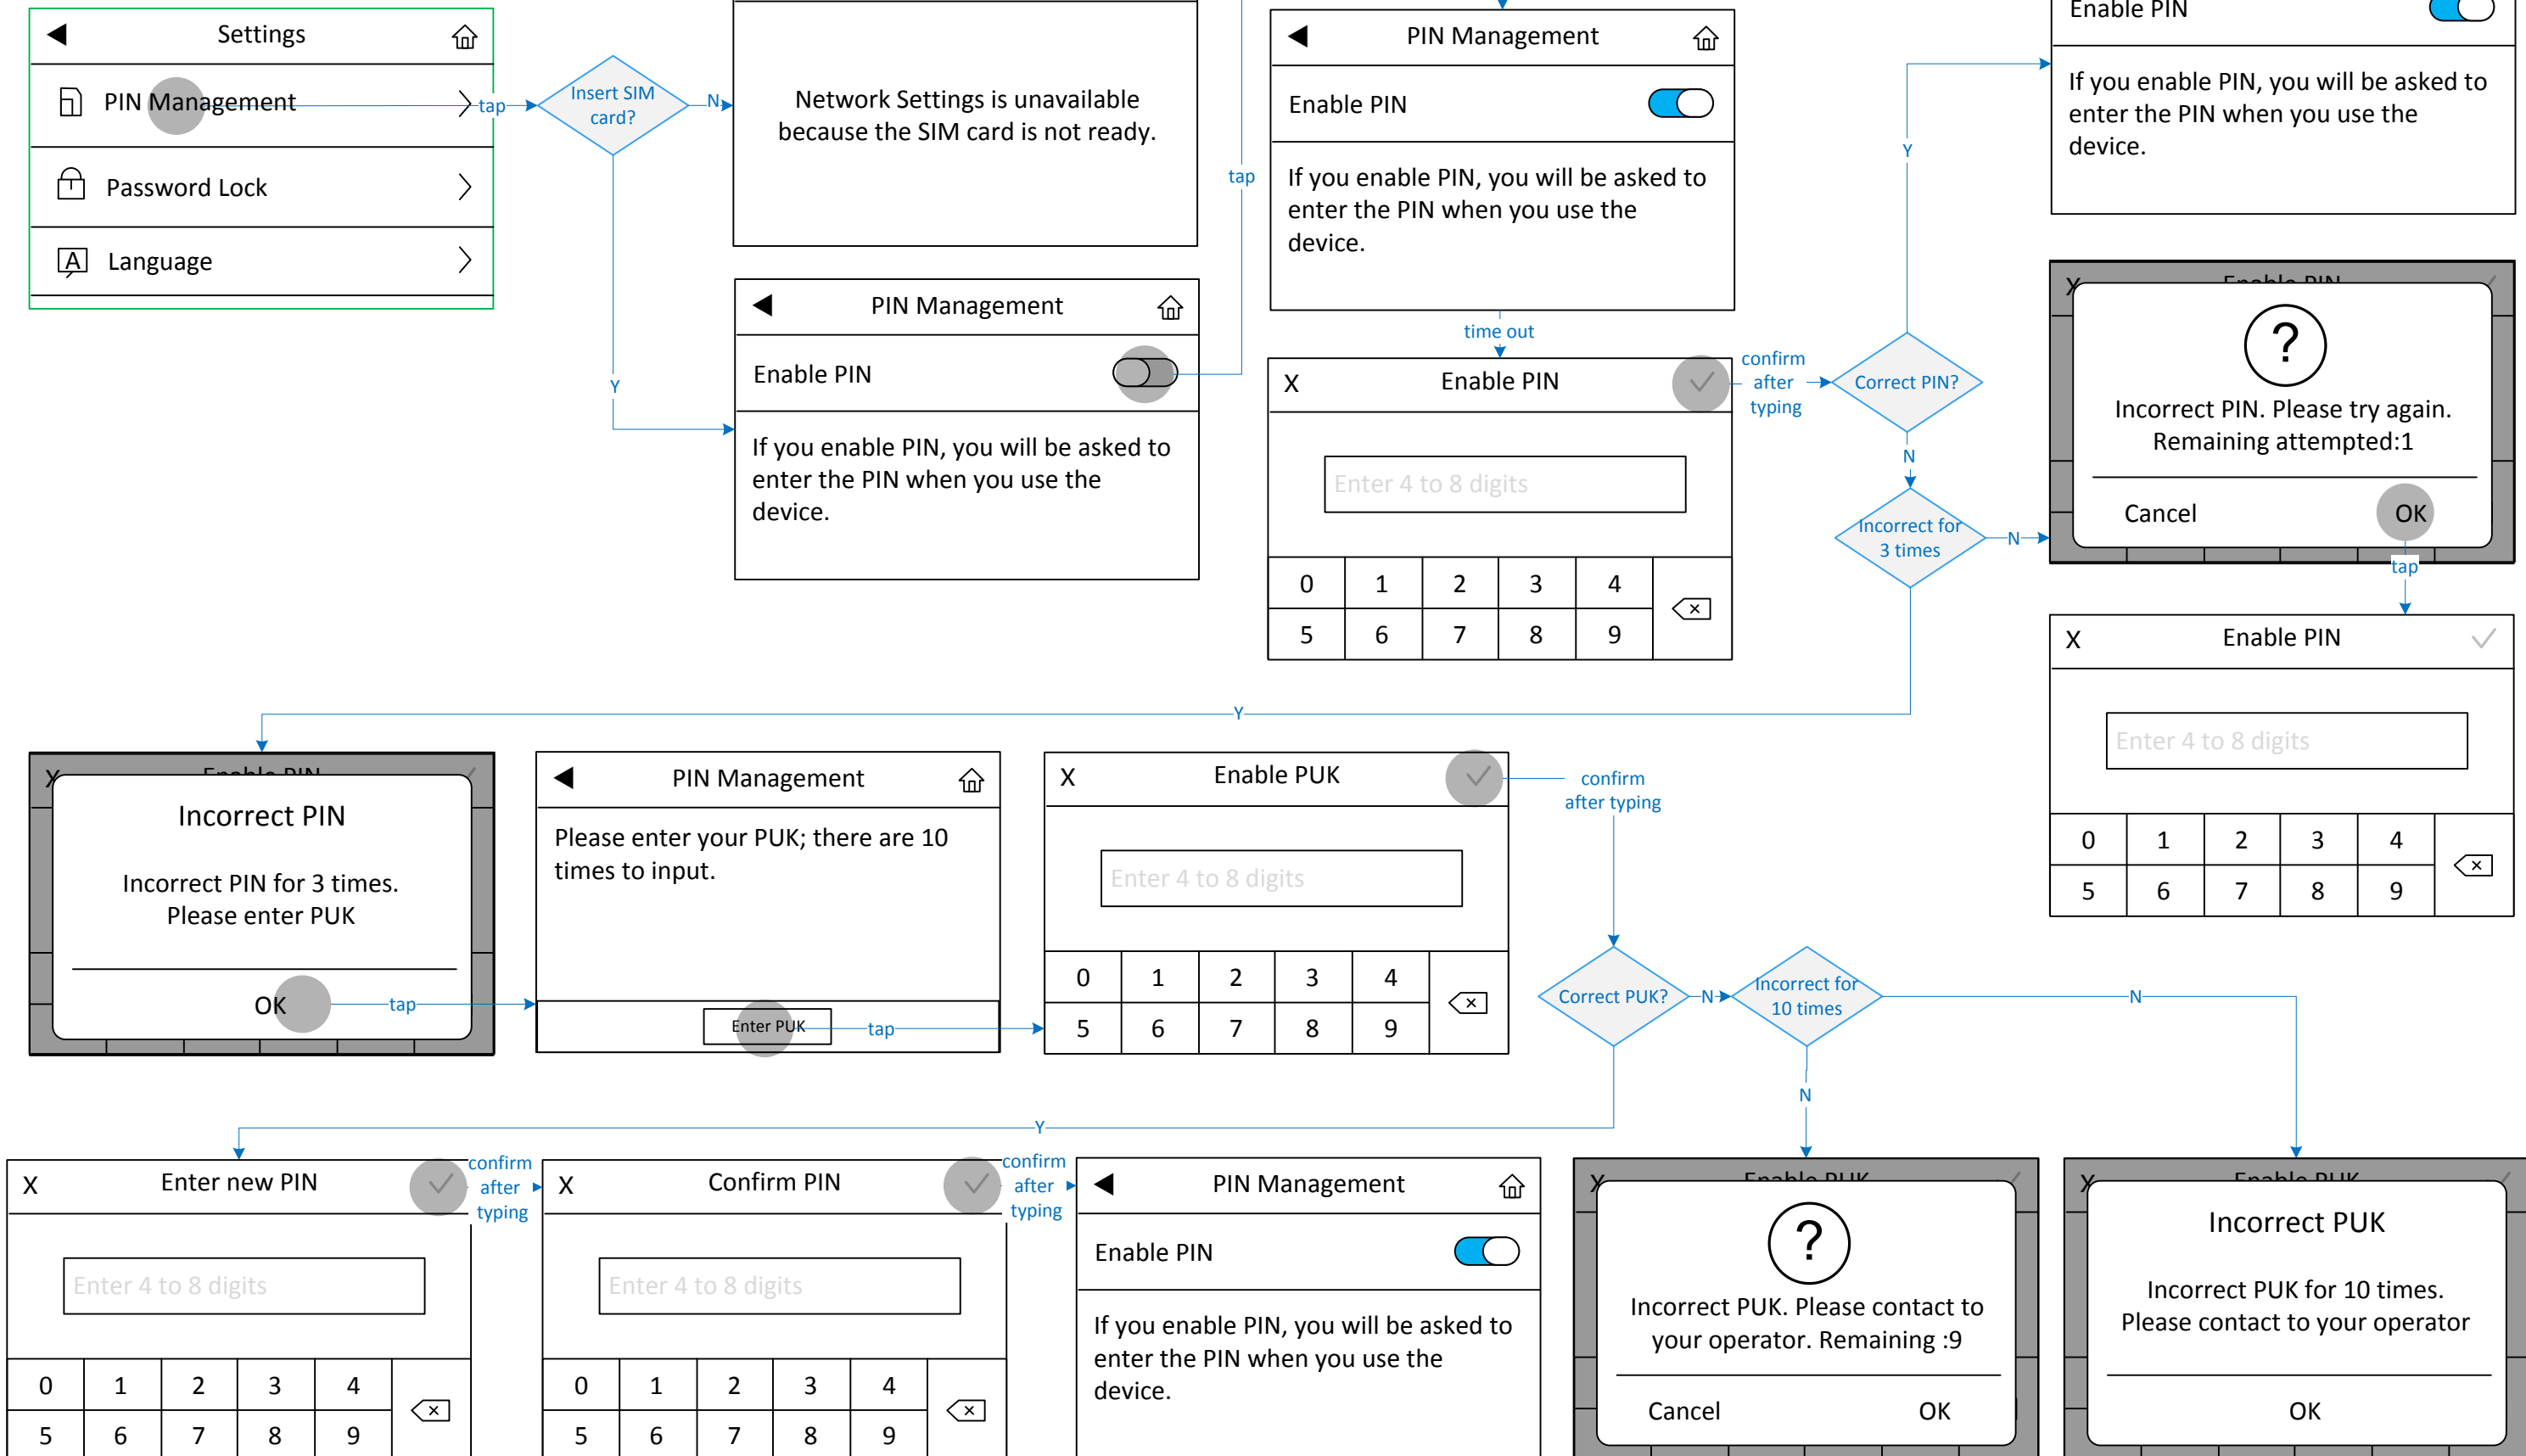 Settings
PIN Management
Password Lock
Language
tap
Insert SIM
card?
N
Y
Network Settings is unavailable
because the SIM card is not ready.
PIN Management
Enable PIN
If you enable PIN, you will be asked to
enter the PIN when you use the
device.
tap
PIN Management
Enable PIN
If you enable PIN, you will be asked to
enter the PIN when you use the
device.
time out
X Enable PIN
Enter 4 to 8 digits
0 1 2 3 4
5 6 7 8 9
confirm
after
typing
Correct PIN?
Y
N
Incorrect for
3 times
N
Enable PIN
If you enable PIN, you will be asked to
enter the PIN when you use the
device.
X Enable PIN
?
Incorrect PIN. Please try again.
Remaining attempted:1
Cancel OK
tap
X Enable PIN
Enter 4 to 8 digits
0 1 2 3 4
5 6 7 8 9
Y
X Enable PIN
Incorrect PIN
Incorrect PIN for 3 times.
Please enter PUK
OK
tap
PIN Management
Please enter your PUK; there are 10
times to input.
Enter PUK
tap
X Enable PUK
Enter 4 to 8 digits
0 1 2 3 4
5 6 7 8 9
confirm
after typing
Correct PUK?
N
Incorrect for
10 times
N
N
Y
X Enter new PIN
Enter 4 to 8 digits
0 1 2 3 4
5 6 7 8 9
confirm
after
typing
X Confirm PIN
Enter 4 to 8 digits
0 1 2 3 4
5 6 7 8 9
confirm
after
typing
PIN Management
Enable PIN
If you enable PIN, you will be asked to
enter the PIN when you use the
device.
X Enable PUK
?
Incorrect PUK. Please contact to
your operator. Remaining :9
Cancel OK
X Enable PUK
Incorrect PUK
Incorrect PUK for 10 times.
Please contact to your operator
OK